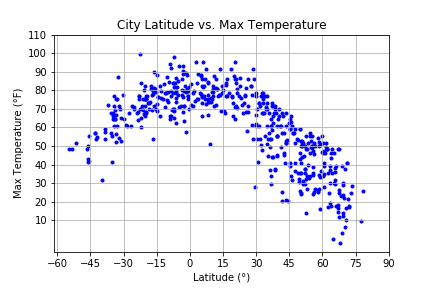 City Latitude vs. Max Temperature
110
100
90
80
70
60
50
40
30
20
10
Max Temperature (°F)
−60 −45 −30 −15 0 15 30 45 60 75 90
Latitude (°)